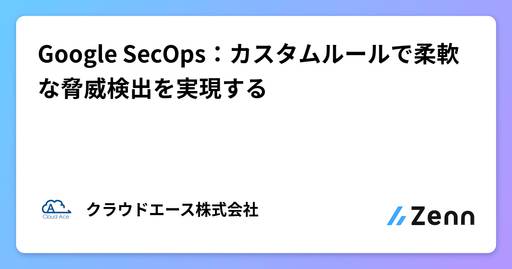 Google SecOps：カスタムルールで柔軟
な脅威検出を実現する
A
Cloud Ace
クラウドエース株式会社
Zenn